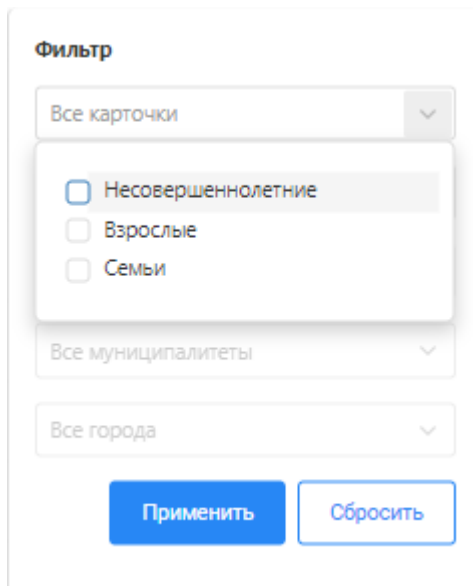 Фильтр
Все карточки
Несовершеннолетние
Взрослые
Семьи
Все муниципалитеты
Все города
Применить Сбросить